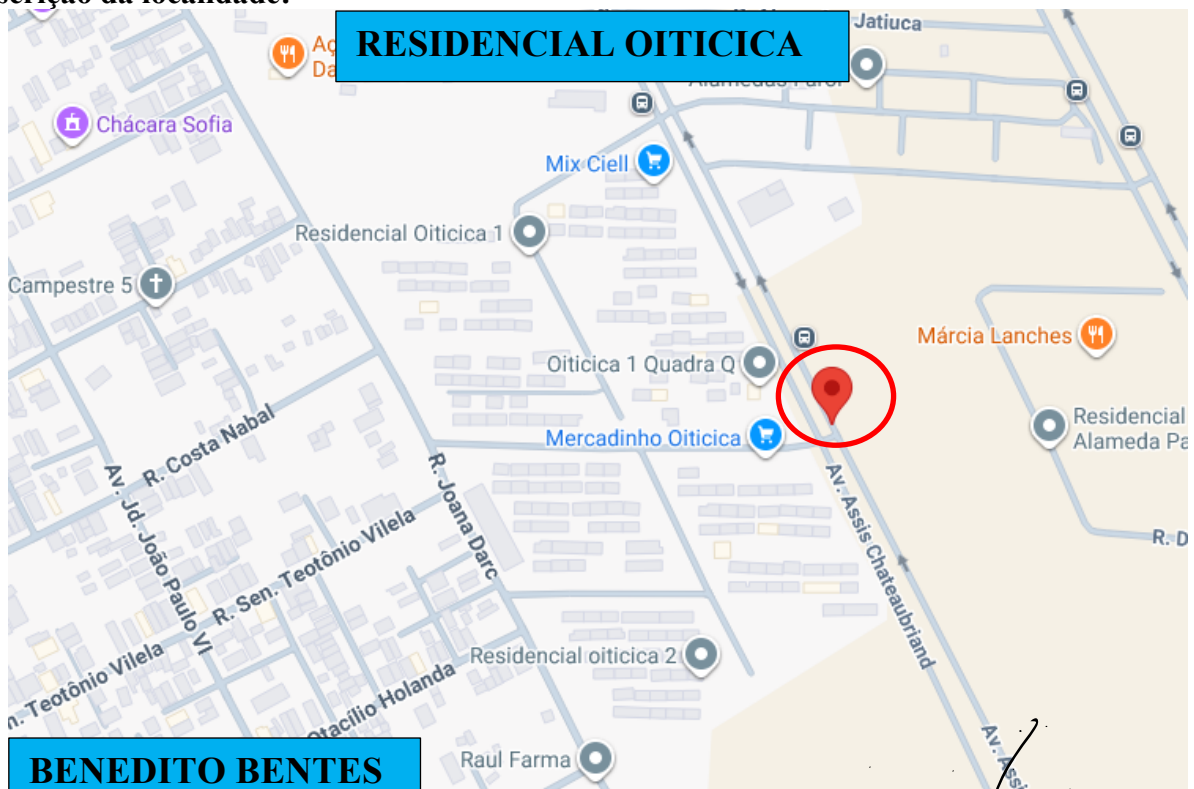 RESIDENCIAL OITICICA
Jatiuca
Chácara Sofia
Mix Ciell
Residencial Oiticica 1
Campestre 5
Márcia Lanches
Oiticica 1 Quadra Q
Residencial
Alameda Pa
Mercadinho Oiticica
R. Costa Nabal
R. Joana Darc
Av. Assis Chateaubriand
Av. Jd. João Paulo VI
R. Sen. Teotônio Vilela
R. D
n. Teotônio Vilela
Residencial oiticica 2
Otacílio Holanda
Raul Farma
Av. Assi
BENEDITO BENTES